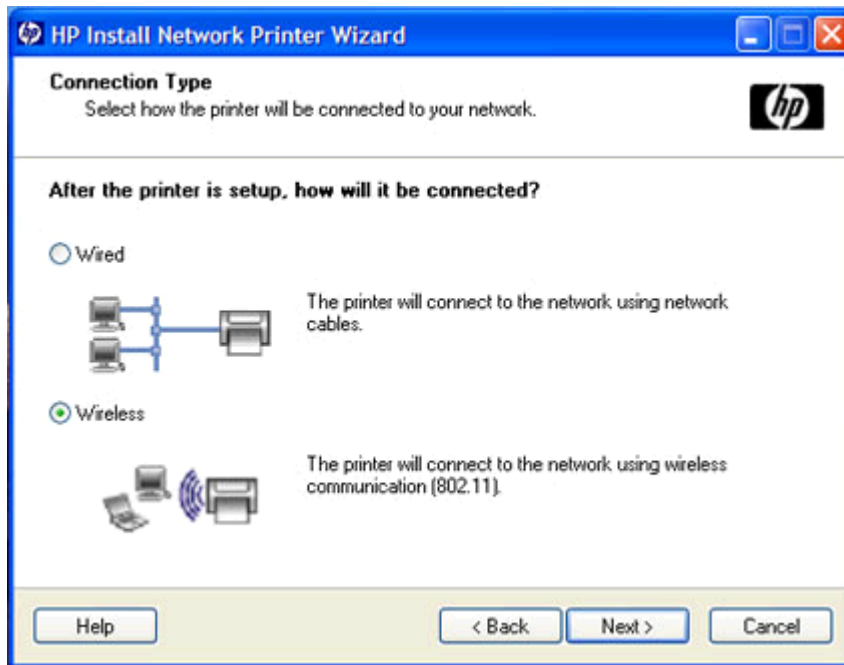 HP Install Network Printer Wizard
Connection Type
Select how the printer will be connected to your network.
hp
After the printer is setup, how will it be connected?
Wired
The printer will connect to the network using network
cables.
Wireless
The printer will connect to the network using wireless
communication (802.11).
Help
< Back
Next >
Cancel